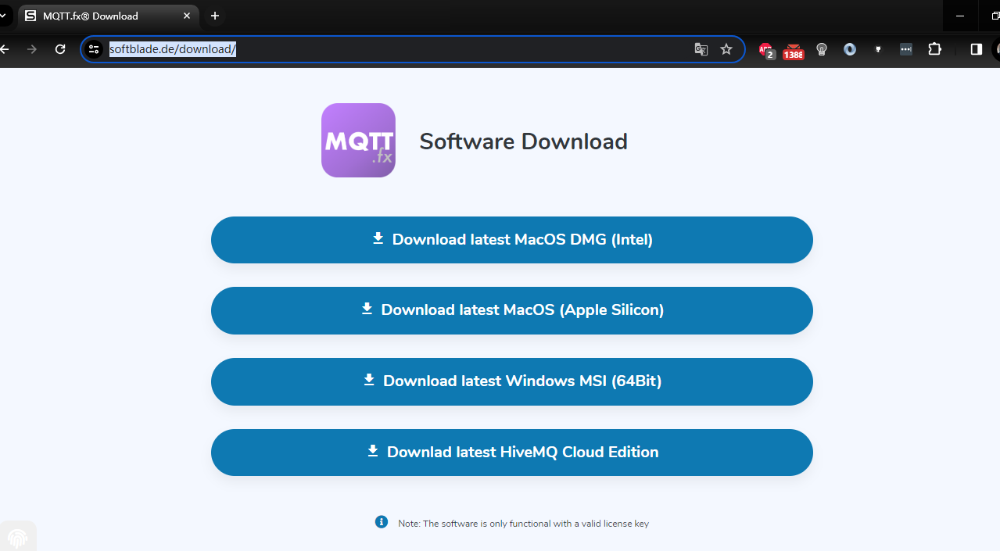 MQTT.fx® Download
softblade.de/download/
2
1388
MQTT
.fx
Software Download
Download latest MacOS DMG (Intel)
Download latest MacOS (Apple Silicon)
Download latest Windows MSI (64Bit)
Downlad latest HiveMQ Cloud Edition
Note: The software is only functional with a valid license key